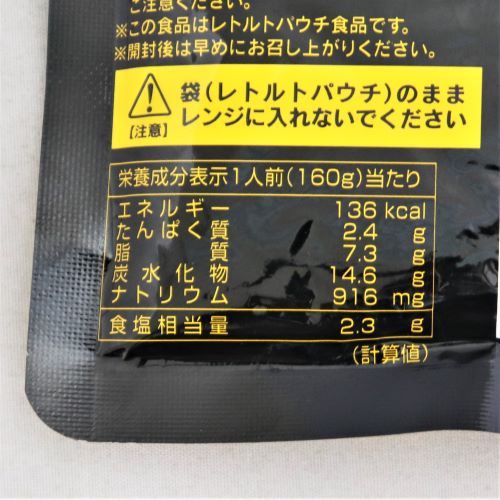 ご注意ください。
※この食品はレトルトパウチ食品です。
※開封後は早めにお召し上がりください。
袋(レトルトパウチ)のまま
レンジに入れないでください
[注意]
栄養成分表示1人前(160g)当たり
エネルギー 136 kcal
たんぱく質 2.4 g
脂質 7.3 g
炭水化物 14.6 g
ナトリウム 916 mg
食塩相当量 2.3 g
(計算値)